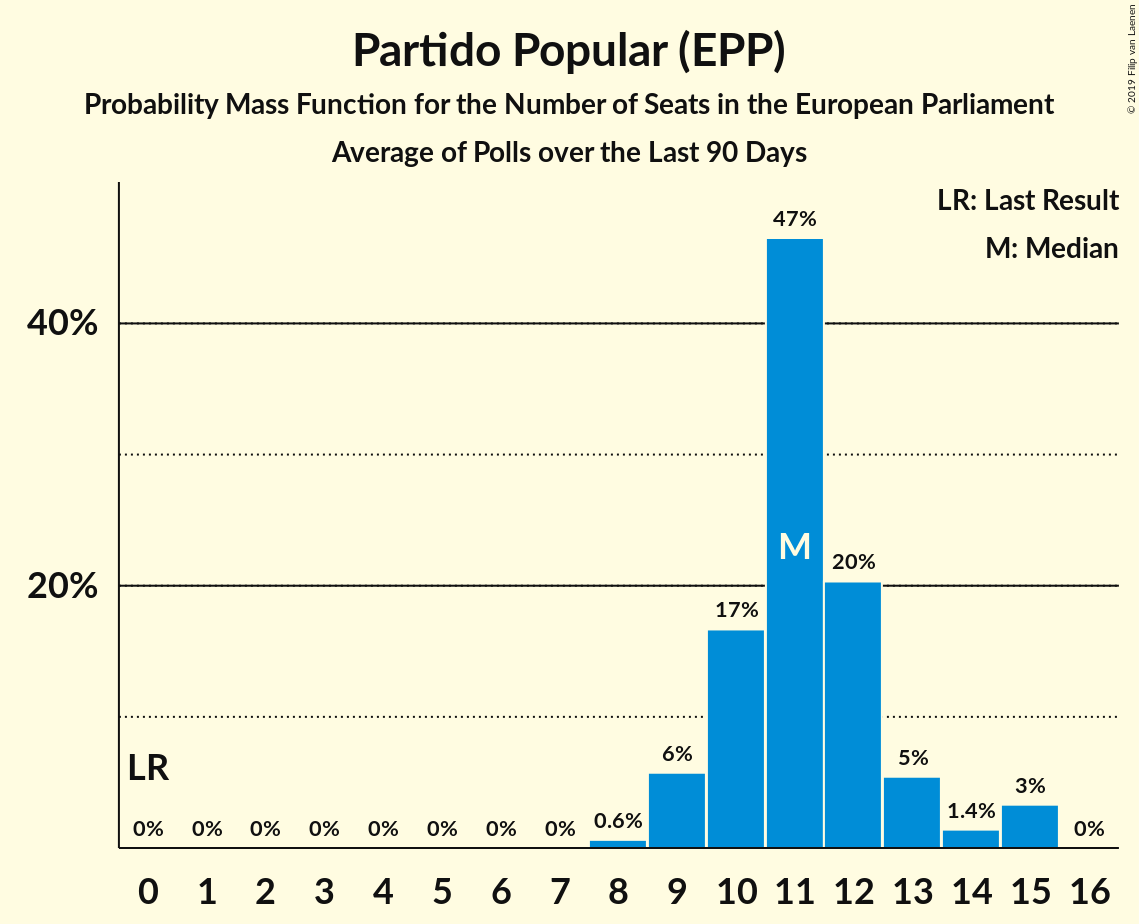 Partido Popular (EPP)
Probability Mass Function for the Number of Seats in the European Parliament
Average of Polls over the Last 90 Days
© 2019 Filip van Laenen
LR: Last Result
M: Median
47%
40%
M
20%
20%
17%
6%
5%
LR
3%
1.4%
0.6%
0% 0% 0% 0% 0% 0% 0% 0% 0%
0 1 2 3 4 5 6 7 8 9 10 11 12 13 14 15 16